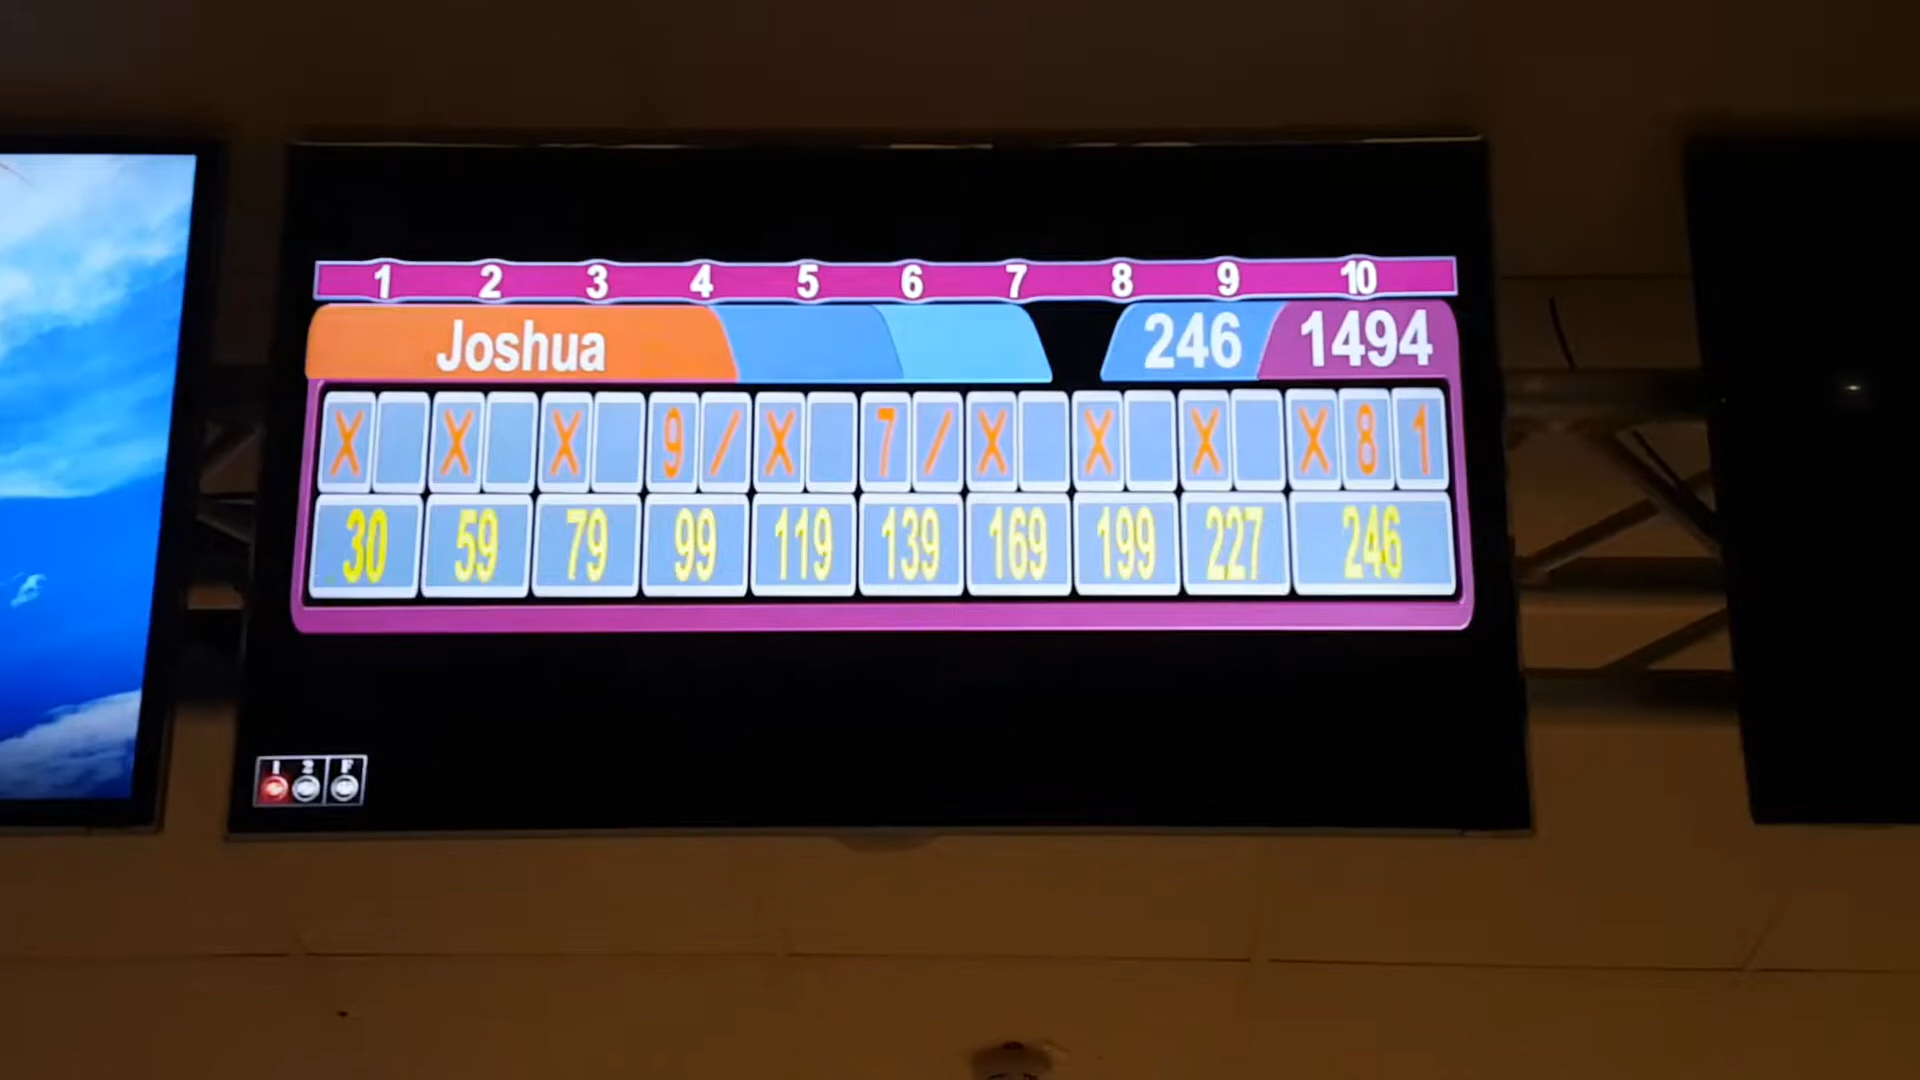 1 2 3 4 5 6 7 8 9 10
Joshua 246 1494
X X X 9 / X 7 / X X X X 8 1
30 59 79 99 119 139 169 199 227 246
1 2 F